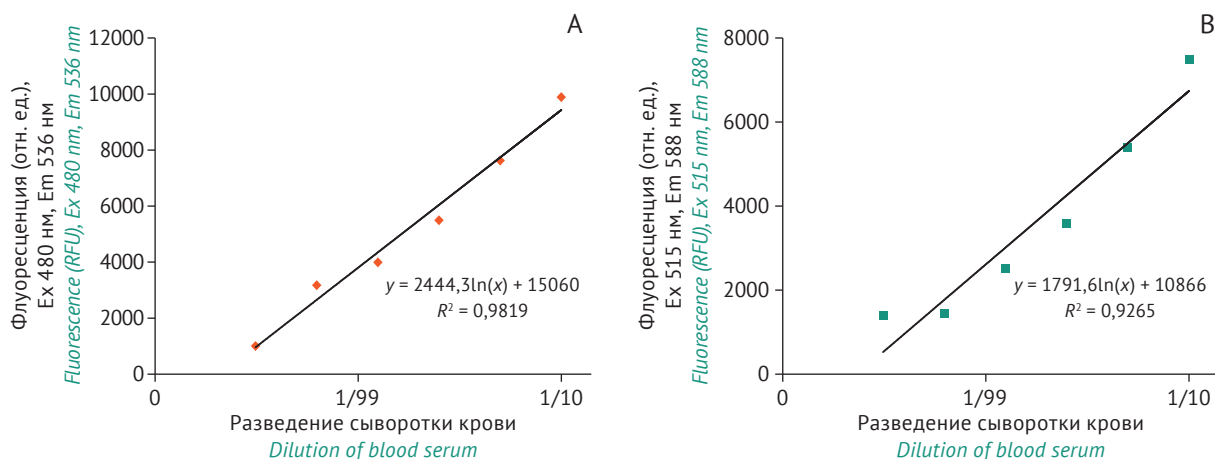 A
12000
10000
8000
6000
4000
2000
0
Флуоресценция (отн. ед.),
Ex 480 нм, Em 536 нм
Fluorescence (RFU), Ex 480 nm, Em 536 nm
y = 2444,3ln(x) + 15060
R² = 0,9819
0
1/99
1/10
Разведение сыворотки крови
Dilution of blood serum
B
8000
6000
4000
2000
0
Флуоресценция (отн. ед.),
Ex 515 нм, Em 588 нм
Fluorescence (RFU), Ex 515 nm, Em 588 nm
y = 1791,6ln(x) + 10866
R² = 0,9265
0
1/99
1/10
Разведение сыворотки крови
Dilution of blood serum